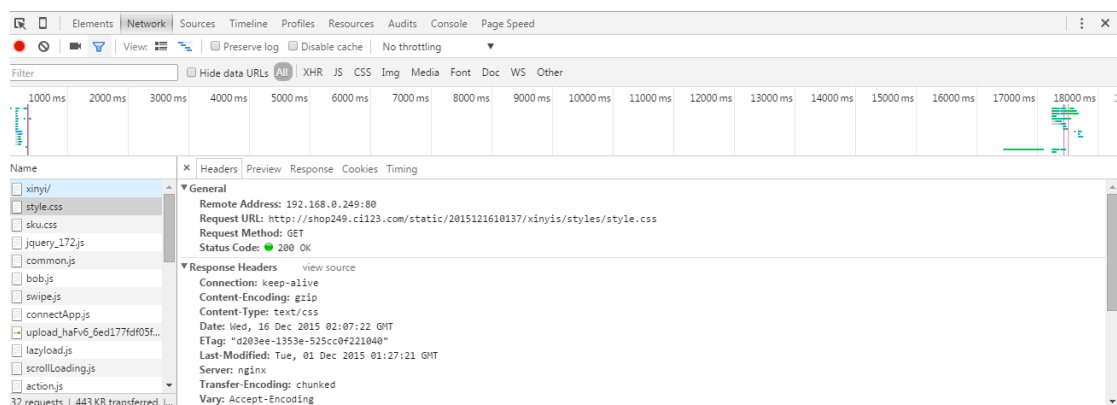 Elements Network Sources Timeline Profiles Resources Audits Console Page Speed
View: Preserve log Disable cache No throttling
Filter Hide data URLs All XHR JS CSS Img Media Font Doc WS Other
1000 ms 2000 ms 3000 ms 4000 ms 5000 ms 6000 ms 7000 ms 8000 ms 9000 ms 10000 ms 11000 ms 12000 ms 13000 ms 14000 ms 15000 ms 16000 ms 17000 ms 18000 ms
Name
xinyi/
style.css
sku.css
jquery_172.js
common.js
bob.js
swipe.js
connectApp.js
upload_haFv6_6ed177fdf05f...
lazyload.js
scrollLoading.js
action.js
32 requests | 443 KB transferred |
× Headers Preview Response Cookies Timing
▼General
Remote Address: 192.168.0.249:80
Request URL: http://shop249.ci123.com/static/2015121610137/xinyis/styles/style.css
Request Method: GET
Status Code: 200 OK
▼Response Headers view source
Connection: keep-alive
Content-Encoding: gzip
Content-Type: text/css
Date: Wed, 16 Dec 2015 02:07:22 GMT
ETag: "d203ee-1353e-525cc0f221040"
Last-Modified: Tue, 01 Dec 2015 01:27:21 GMT
Server: nginx
Transfer-Encoding: chunked
Vary: Accept-Encoding